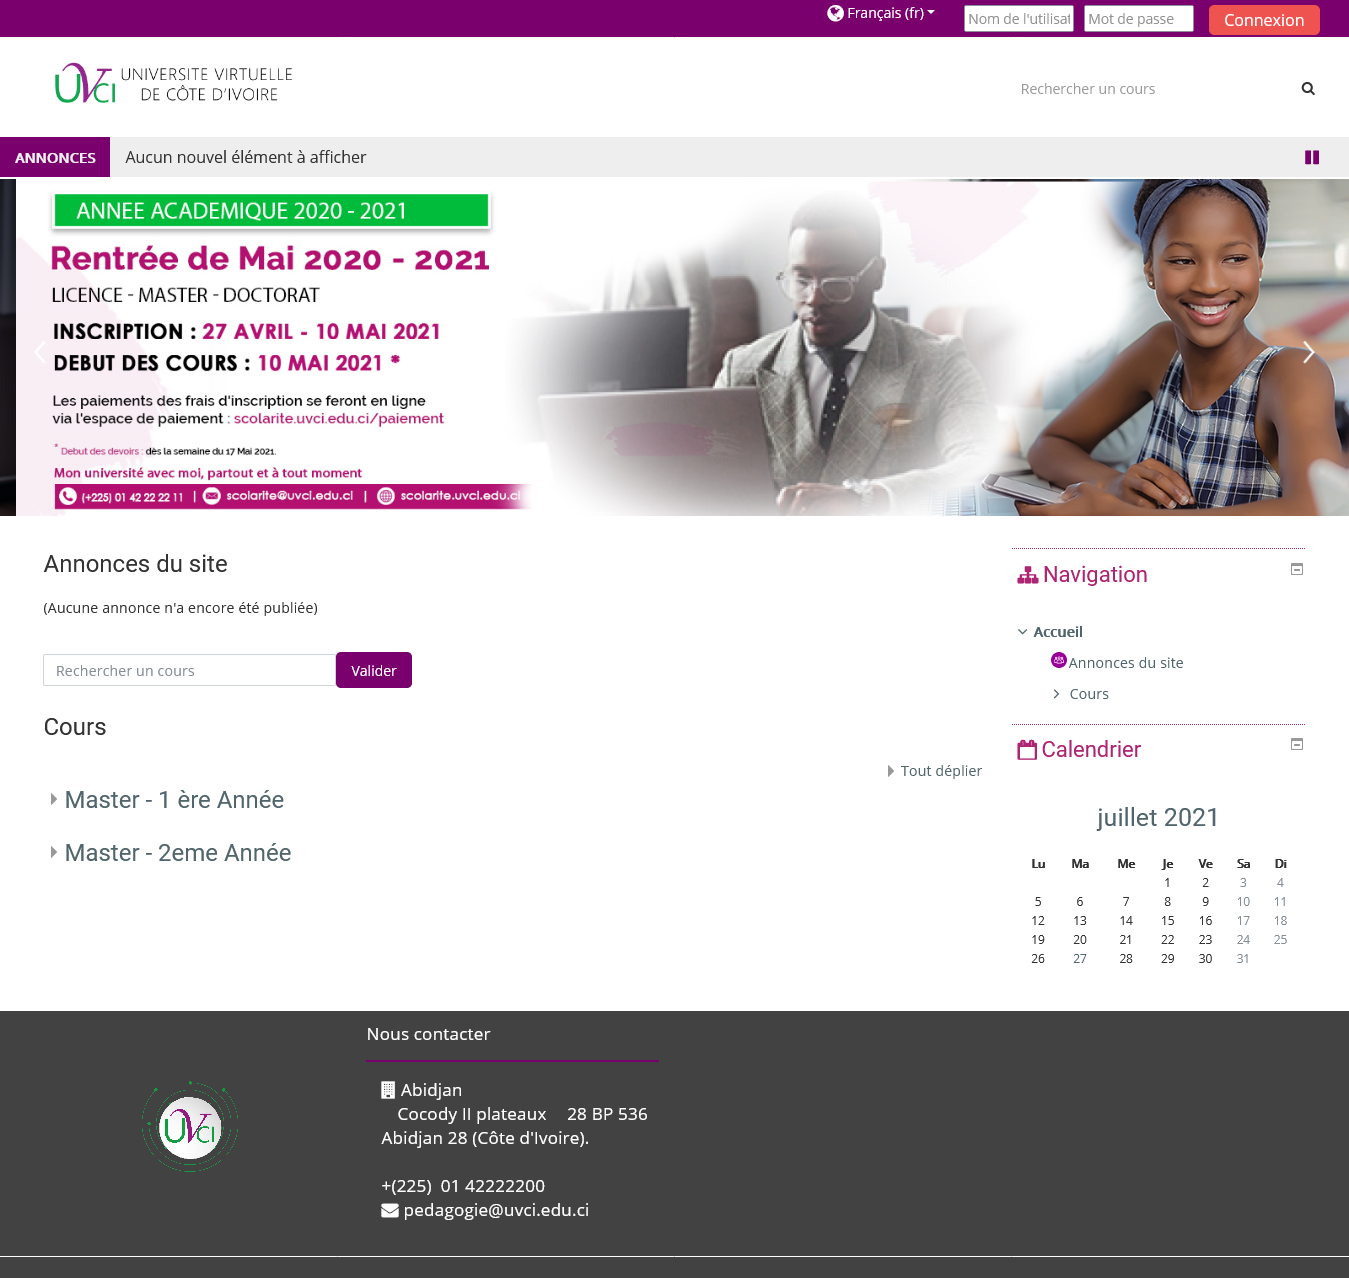 Français (fr)
Nom de l'utilisat
Mot de passe
Connexion
UVCI
UNIVERSITE VIRTUELLE
DE CÔTE D'IVOIRE
Rechercher un cours
ANNONCES
Aucun nouvel élément à afficher
ANNEE ACADEMIQUE 2020 - 2021
Rentrée de Mai 2020 - 2021
LICENCE - MASTER - DOCTORAT
INSCRIPTION : 27 AVRIL - 10 MAI 2021
DEBUT DES COURS : 10 MAI 2021 *
Les paiements des frais d'inscription se feront en ligne
via l'espace de paiement : scolarite.uvci.edu.ci/paiement
* Debut des devoirs : dès la semaine du 17 Mai 2021.
Mon université avec moi, partout et à tout moment
(+225) 01 42 22 22 11 | scolarite@uvci.edu.ci | scolarite.uvci.edu.ci
Annonces du site
(Aucune annonce n'a encore été publiée)
Rechercher un cours
Valider
Cours
Tout déplier
Master - 1 ère Année
Master - 2eme Année
Navigation
Accueil
Annonces du site
Cours
Calendrier
juillet 2021
Lu Ma Me Je Ve Sa Di
1 2 3 4
5 6 7 8 9 10 11
12 13 14 15 16 17 18
19 20 21 22 23 24 25
26 27 28 29 30 31
UVCI
Nous contacter
Abidjan
Cocody II plateaux 28 BP 536
Abidjan 28 (Côte d'Ivoire).
+(225) 01 42222200
pedagogie@uvci.edu.ci